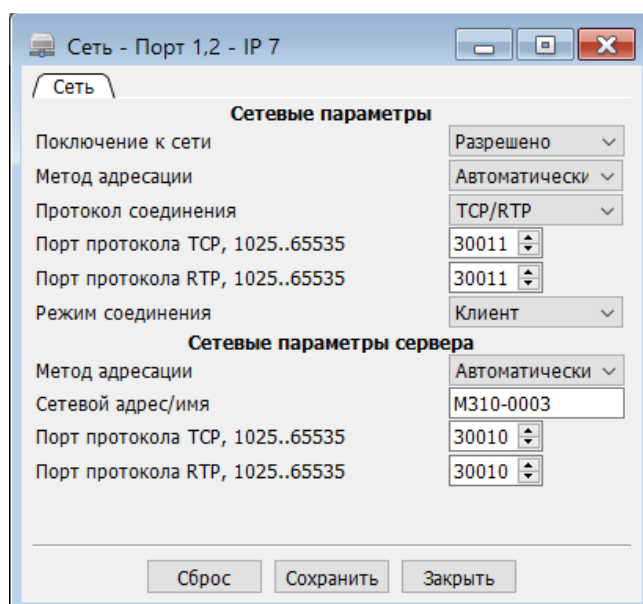 Сеть - Порт 1,2 - IP 7
Сеть
Сетевые параметры
Поключение к сети Разрешено
Метод адресации Автоматически
Протокол соединения TCP/RTP
Порт протокола TCP, 1025..65535 30011
Порт протокола RTP, 1025..65535 30011
Режим соединения Клиент
Сетевые параметры сервера
Метод адресации Автоматически
Сетевой адрес/имя М310-0003
Порт протокола TCP, 1025..65535 30010
Порт протокола RTP, 1025..65535 30010
Сброс Сохранить Закрыть